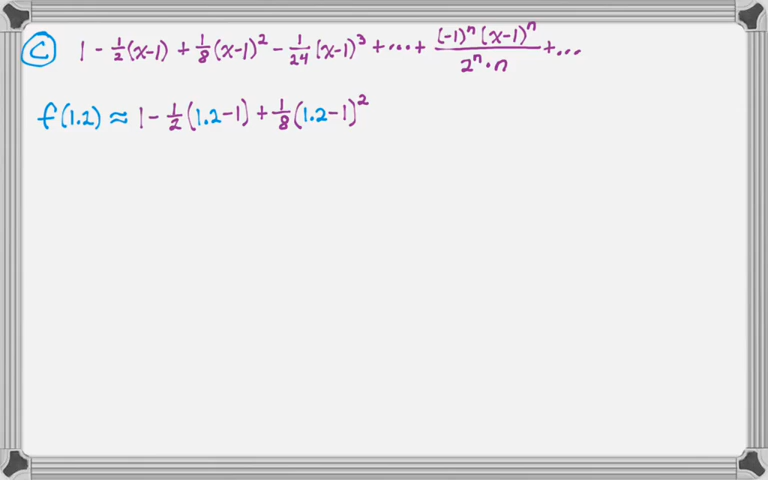 C 1 - 1/2 (x-1) + 1/8 (x-1)² - 1/24 (x-1)³ + ... + (-1)ⁿ (x-1)ⁿ / 2ⁿ · n + ...
f(1.2) ≈ 1 - 1/2 (1.2-1) + 1/8 (1.2-1)²